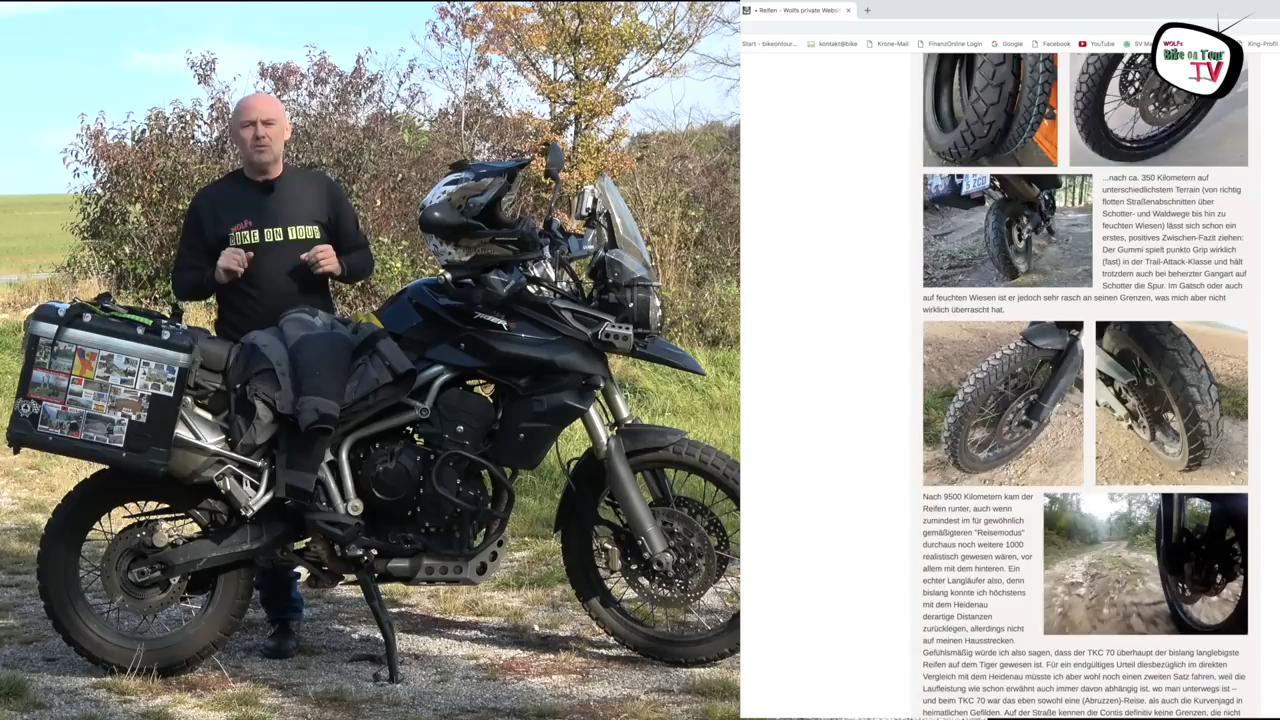 • Reifen - Wolfs private Websi
Start - bikeontour...
kontakt@bike
Krone-Mail
FinanzOnline Login
Google
Facebook
YouTube
SV Ma
King-Profil
WOLFs
Bike on Tour
TV
WOLFs
BIKE ON TOUR
TIGER
...nach ca. 350 Kilometern auf
unterschiedlichstem Terrain (von richtig
flotten Straßenabschnitten über
Schotter- und Waldwege bis hin zu
feuchten Wiesen) lässt sich schon ein
erstes, positives Zwischen-Fazit ziehen:
Der Gummi spielt punkto Grip wirklich
(fast) in der Trail-Attack-Klasse und hält
trotzdem auch bei beherzter Gangart auf
Schotter die Spur. Im Gatsch oder auch
auf feuchten Wiesen ist er jedoch sehr rasch an seinen Grenzen, was mich aber nicht
wirklich überrascht hat.
Nach 9500 Kilometern kam der
Reifen runter, auch wenn
zumindest im für gewöhnlich
gemäßigteren "Reisemodus"
durchaus noch weitere 1000
realistisch gewesen wären, vor
allem mit dem hinteren. Ein
echter Langläufer also, denn
bislang konnte ich höchstens
mit dem Heidenau
derartige Distanzen
zurücklegen, allerdings nicht
auf meinen Hausstrecken.
Gefühlsmäßig würde ich also sagen, dass der TKC 70 überhaupt der bislang langlebigste
Reifen auf dem Tiger gewesen ist. Für ein endgültiges Urteil diesbezüglich im direkten
Vergleich mit dem Heidenau müsste ich aber wohl noch einen zweiten Satz fahren, weil die
Laufleistung wie schon erwähnt auch immer davon abhängig ist, wo man unterwegs ist –
und beim TKC 70 war das eben sowohl eine (Abruzzen)-Reise, als auch die Kurvenjagd in
heimatlichen Gefilden. Auf der Straße kennen die Contis definitiv keine Grenzen, die nicht